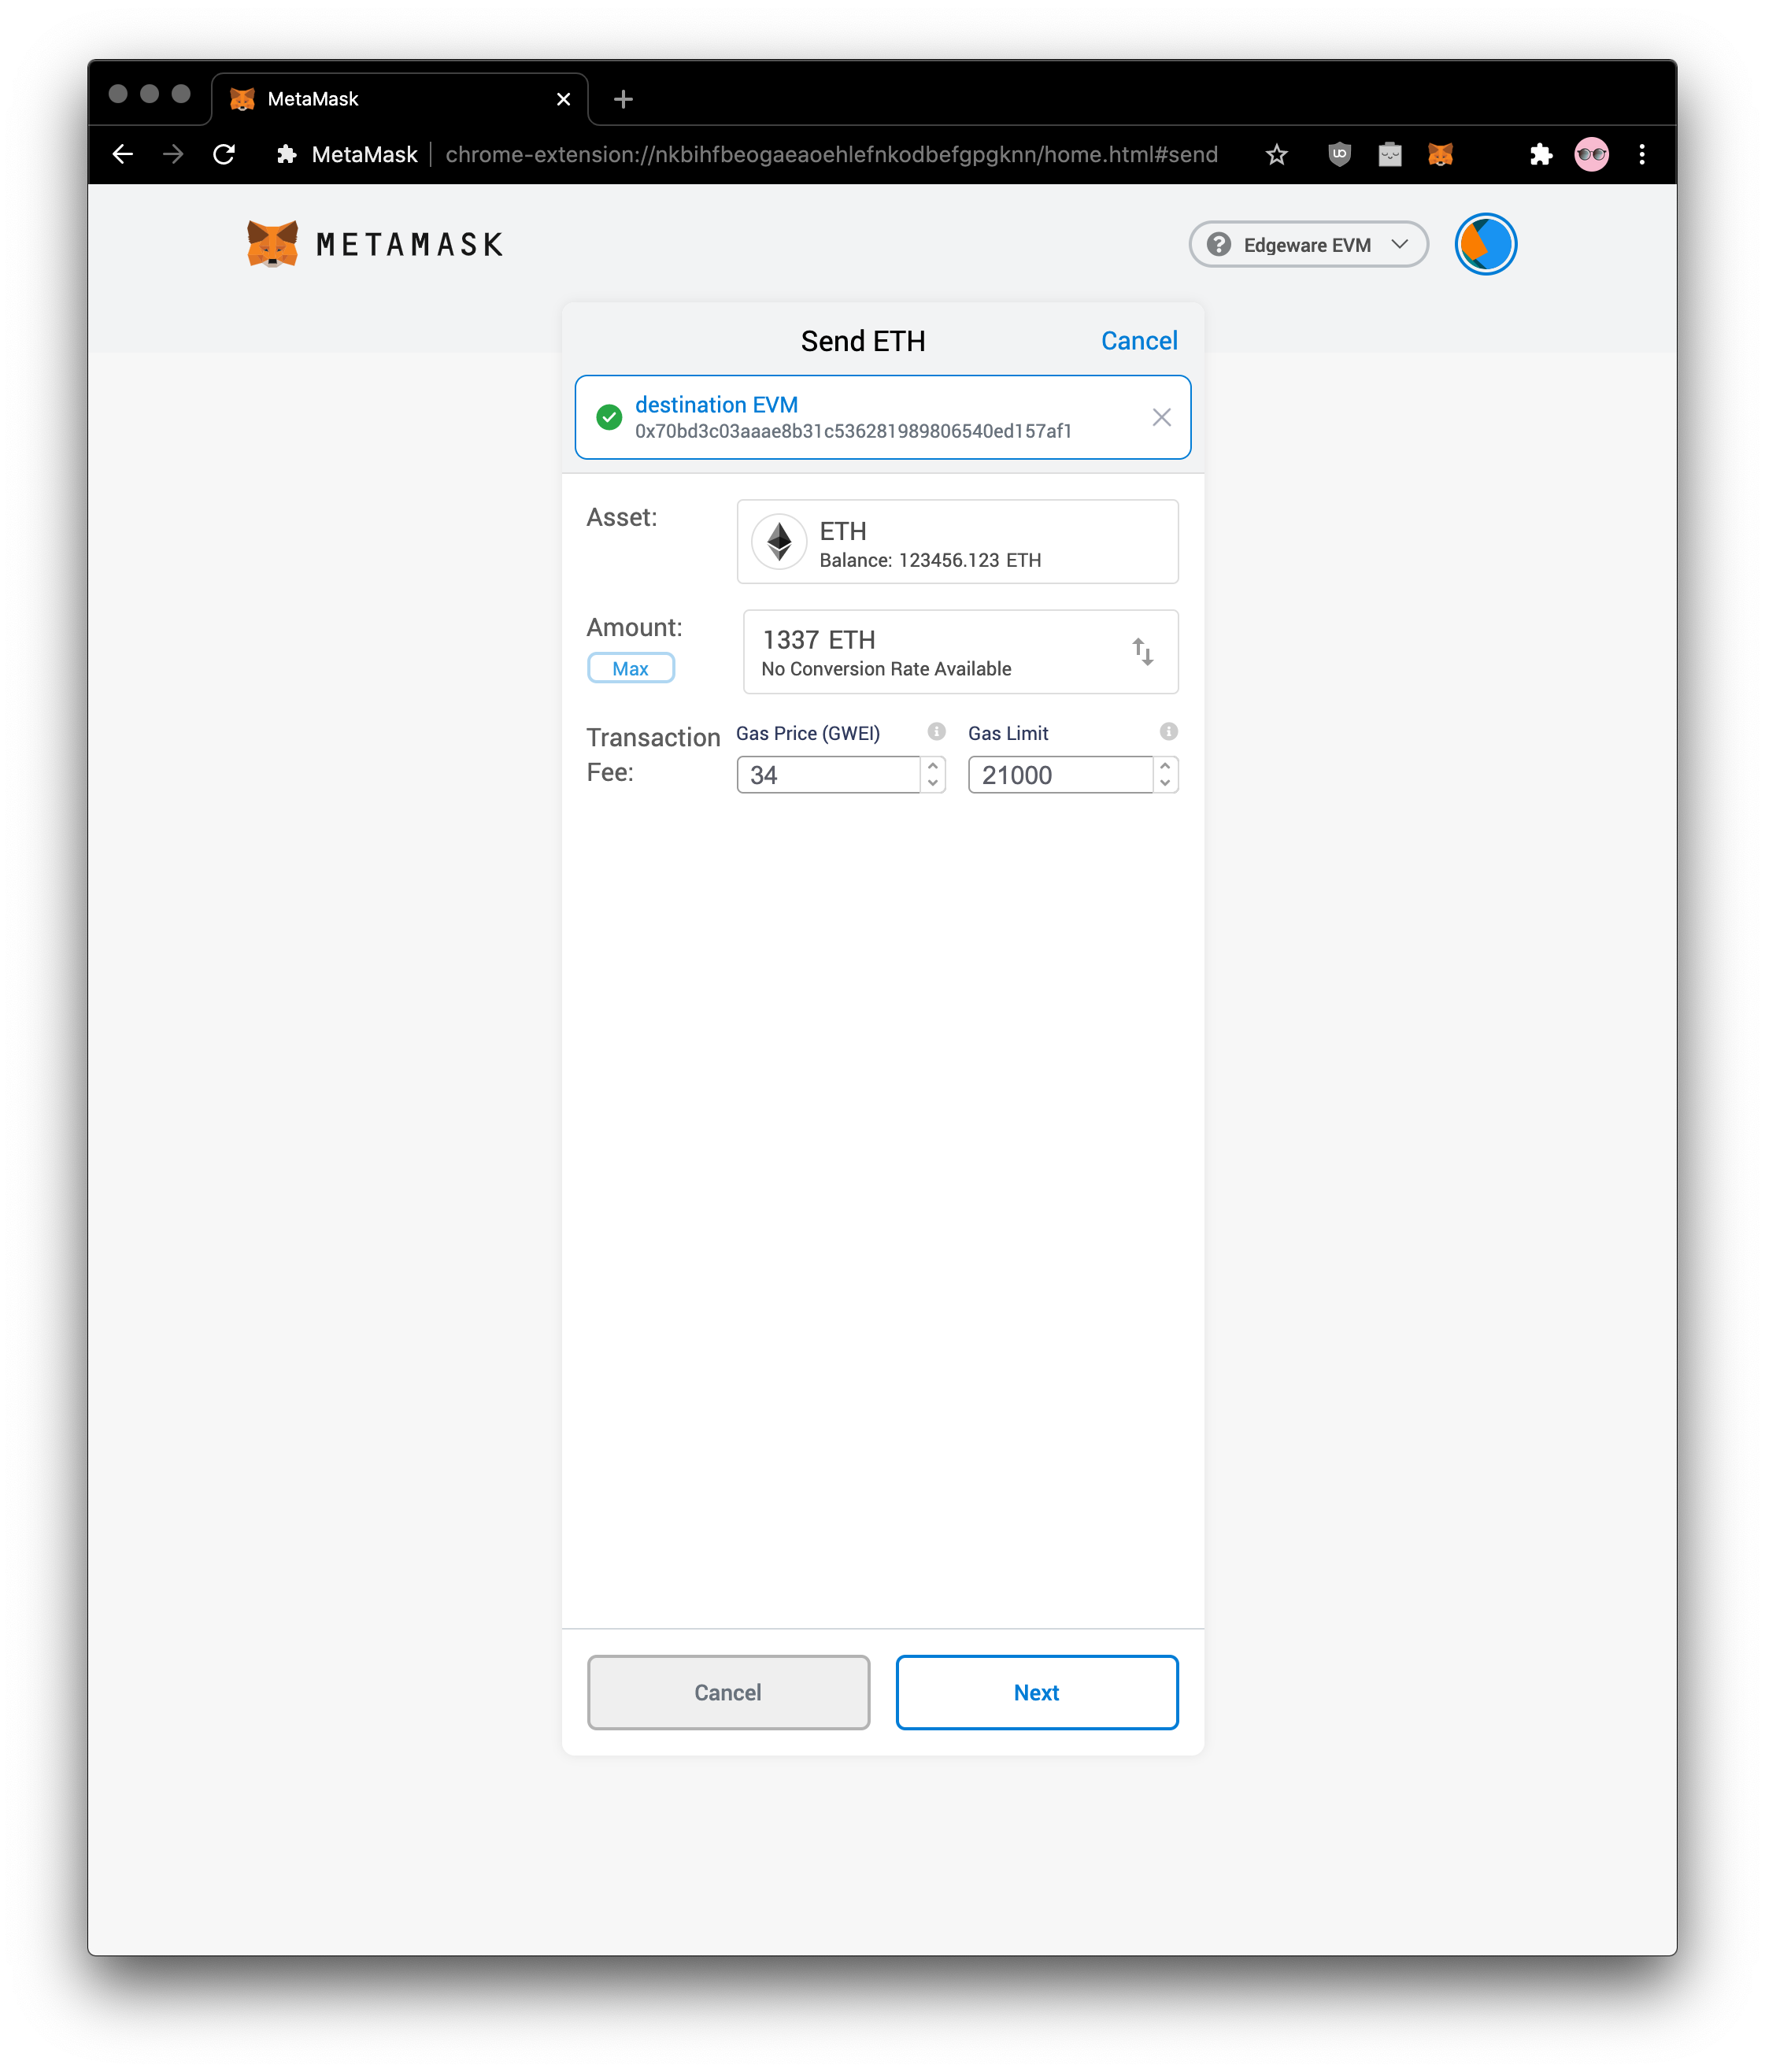 MetaMask
MetaMask chrome-extension://nkbihfbeogaeaoehlefnkodbefgpgknn/home.html#send
METAMASK
Edgeware EVM
Send ETH
Cancel
destination EVM
0x70bd3c03aaae8b31c536281989806540ed157af1
Asset:
ETH
Balance: 123456.123 ETH
Amount:
Max
1337 ETH
No Conversion Rate Available
Transaction
Fee:
Gas Price (GWEI)
34
Gas Limit
21000
Cancel
Next